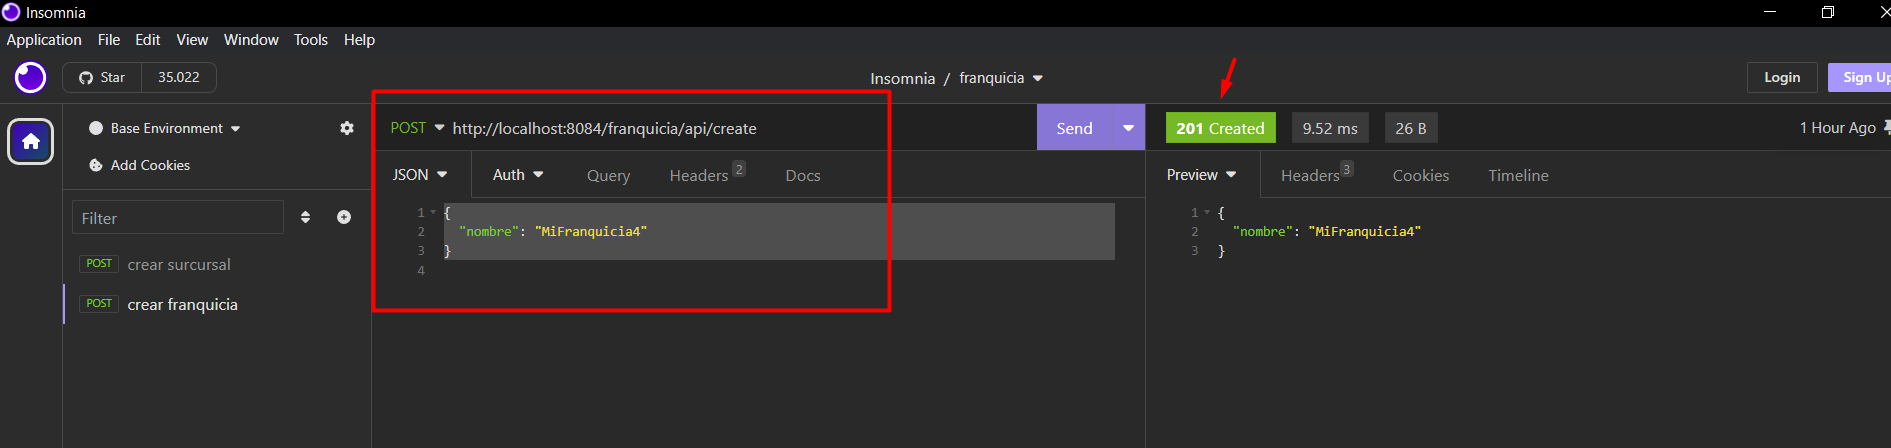 Insomnia
Application File Edit View Window Tools Help
Star 35.022
Insomnia / franquicia
Login
Base Environment
POST http://localhost:8084/franquicia/api/create
Send
201 Created
9.52 ms
26 B
1 Hour Ago
Add Cookies
JSON Auth Query Headers 2 Docs
Preview Headers 3 Cookies Timeline
Filter
1 {
2 "nombre": "MiFranquicia4"
3 }
4
1 {
2 "nombre": "MiFranquicia4"
3 }
POST crear surcursal
POST crear franquicia